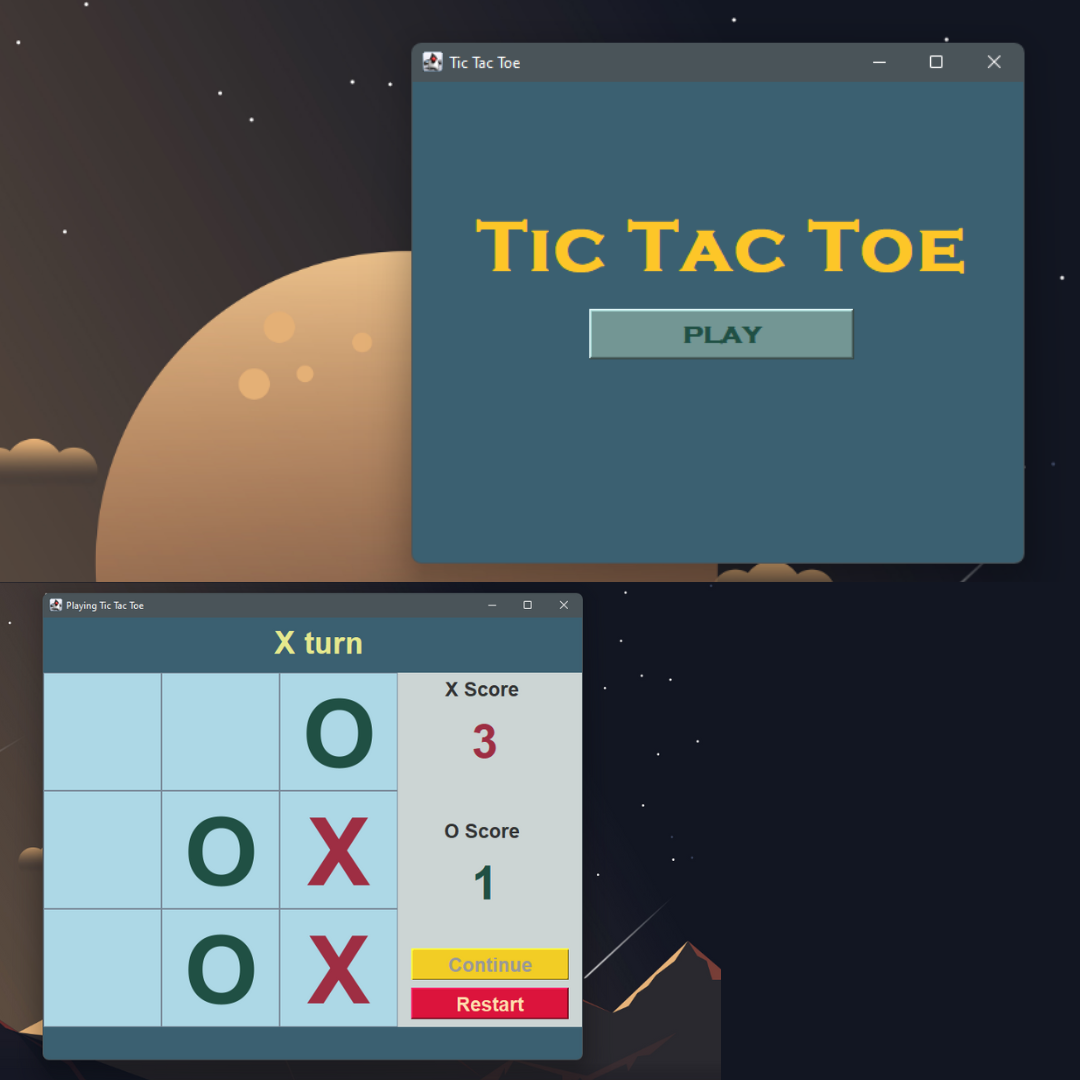 Tic Tac Toe
Tic Tac Toe
PLAY
Playing Tic Tac Toe
X turn
O
O X
O X
X Score
3
O Score
1
Continue
Restart